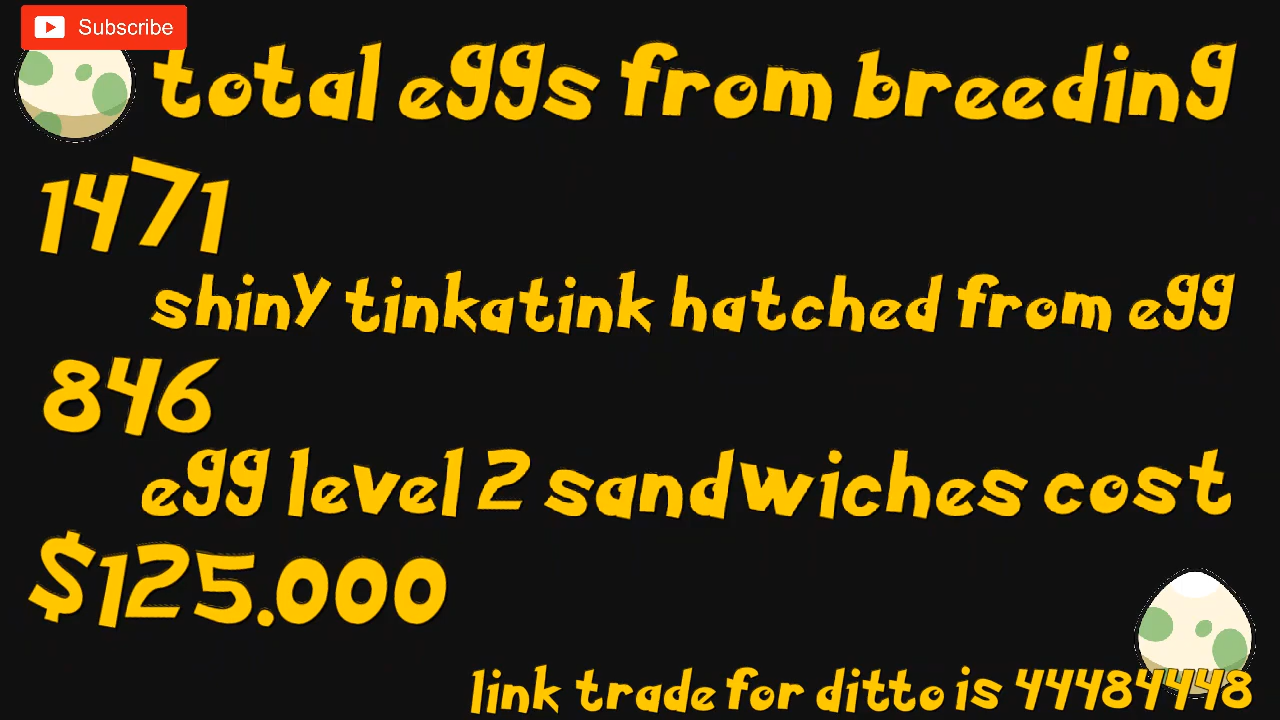 Subscribe
total eggs from breeding
1471
shiny tinkatink hatched from egg
846
egg level 2 sandwiches cost
$125.000
link trade for ditto is 44484448